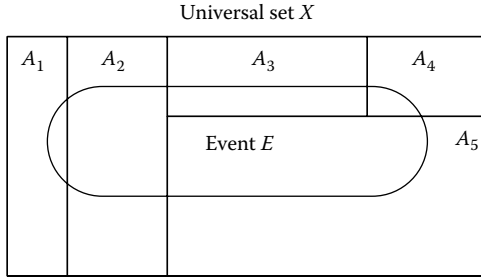 Universal set X
A₁ A₂ A₃ A₄
Event E A₅